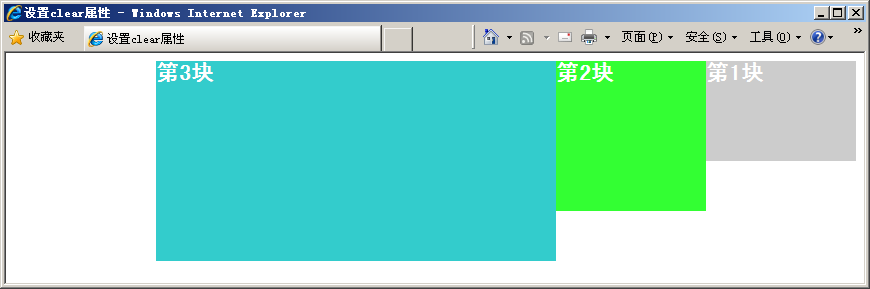 设置clear属性 - Windows Internet Explorer
收藏夹 设置clear属性 页面(P) 安全(S) 工具(O)
第3块 第2块 第1块